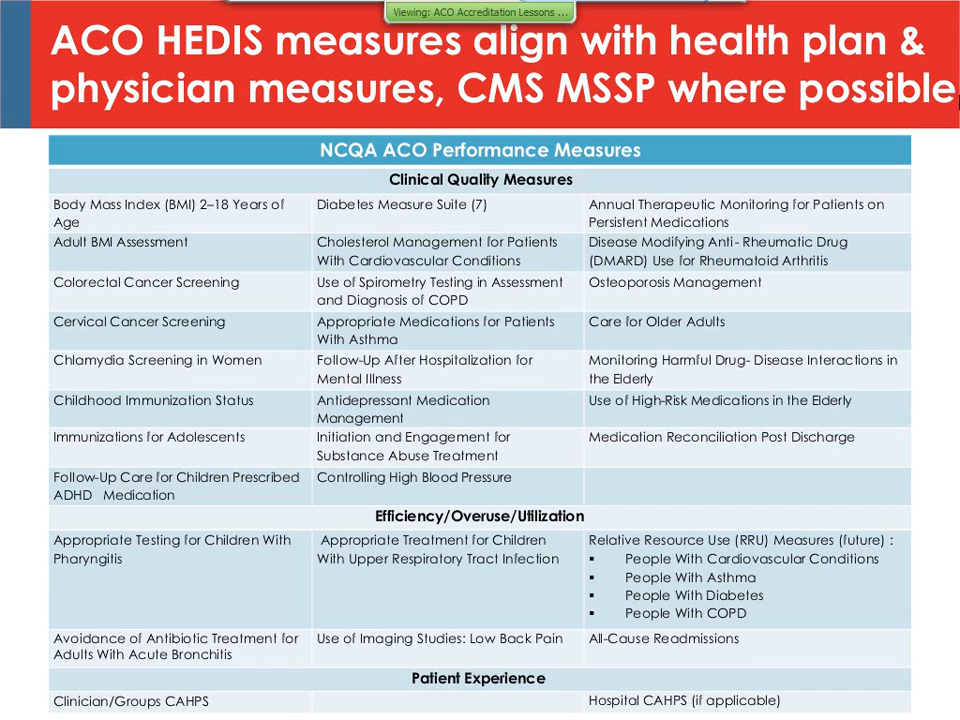 Viewing: ACO Accreditation Lessons ...
ACO HEDIS measures align with health plan &
physician measures, CMS MSSP where possible
NCQA ACO Performance Measures
Clinical Quality Measures
Body Mass Index (BMI) 2–18 Years of
Age
Diabetes Measure Suite (7)
Annual Therapeutic Monitoring for Patients on
Persistent Medications
Adult BMI Assessment
Cholesterol Management for Patients
With Cardiovascular Conditions
Disease Modifying Anti- Rheumatic Drug
(DMARD) Use for Rheumatoid Arthritis
Colorectal Cancer Screening
Use of Spirometry Testing in Assessment
and Diagnosis of COPD
Osteoporosis Management
Cervical Cancer Screening
Appropriate Medications for Patients
With Asthma
Care for Older Adults
Chlamydia Screening in Women
Follow-Up After Hospitalization for
Mental Illness
Monitoring Harmful Drug- Disease Interactions in
the Elderly
Childhood Immunization Status
Antidepressant Medication
Management
Use of High-Risk Medications in the Elderly
Immunizations for Adolescents
Initiation and Engagement for
Substance Abuse Treatment
Medication Reconciliation Post Discharge
Follow-Up Care for Children Prescribed
ADHD Medication
Controlling High Blood Pressure
Efficiency/Overuse/Utilization
Appropriate Testing for Children With
Pharyngitis
Appropriate Treatment for Children
With Upper Respiratory Tract Infection
Relative Resource Use (RRU) Measures (future) :
▪ People With Cardiovascular Conditions
▪ People With Asthma
▪ People With Diabetes
▪ People With COPD
Avoidance of Antibiotic Treatment for
Adults With Acute Bronchitis
Use of Imaging Studies: Low Back Pain
All-Cause Readmissions
Patient Experience
Clinician/Groups CAHPS
Hospital CAHPS (if applicable)